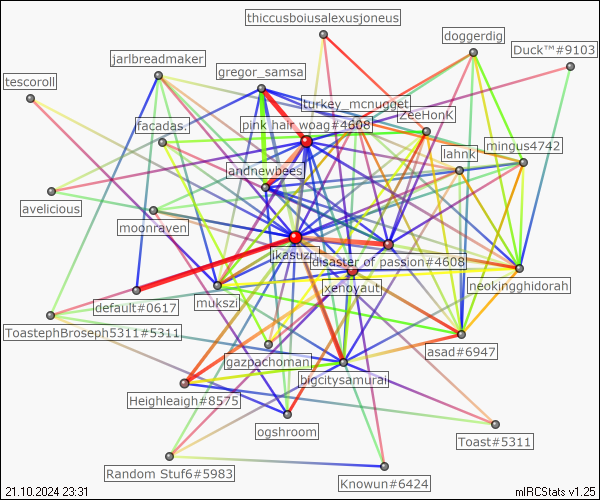 thiccusboiusalexusjoneus
doggerdig
Duck™#9103
jarlbreadmaker
gregor_samsa
tescoroll
turkey_mcnugget
ZeeHonK
facadas.
pink hair woag#4608
mingus4742
lahnk
andnewbees
avelicious
moonraven
ikasuzu
disaster of passion#4608
neokingghidorah
xenoyaut
mukszi
default#0617
ToastephBroseph5311#5311
asad#6947
gazpachoman
bigcitysamurai
Heighleaigh#8575
ogshroom
Toast#5311
Random Stuf6#5983
Knowun#6424
21.10.2024 23:31
mIRCStats v1.25